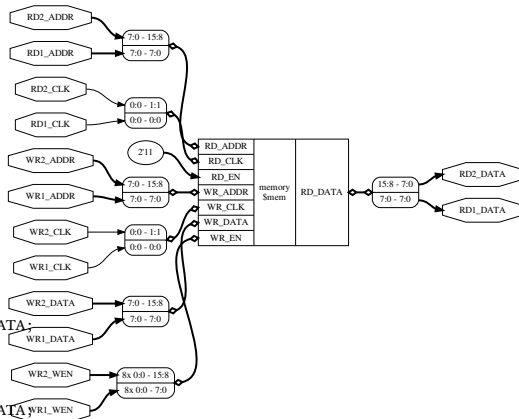 RD2_ADDR
7:0 - 15:8
RD1_ADDR
7:0 - 7:0
RD2_CLK
0:0 - 1:1
RD1_CLK
0:0 - 0:0
2'11
WR2_ADDR
7:0 - 15:8
WR1_ADDR
7:0 - 7:0
WR2_CLK
0:0 - 1:1
WR1_CLK
0:0 - 0:0
WR2_DATA
7:0 - 15:8
ATA;
WR1_DATA
7:0 - 7:0
WR2_WEN
8x 0:0 - 15:8
ATA;
WR1_WEN
8x 0:0 - 7:0
RD_ADDR
RD_CLK
RD_EN
WR_ADDR
WR_CLK
WR_DATA
WR_EN
memory
$mem
RD_DATA
15:8 - 7:0
7:0 - 7:0
RD2_DATA
RD1_DATA